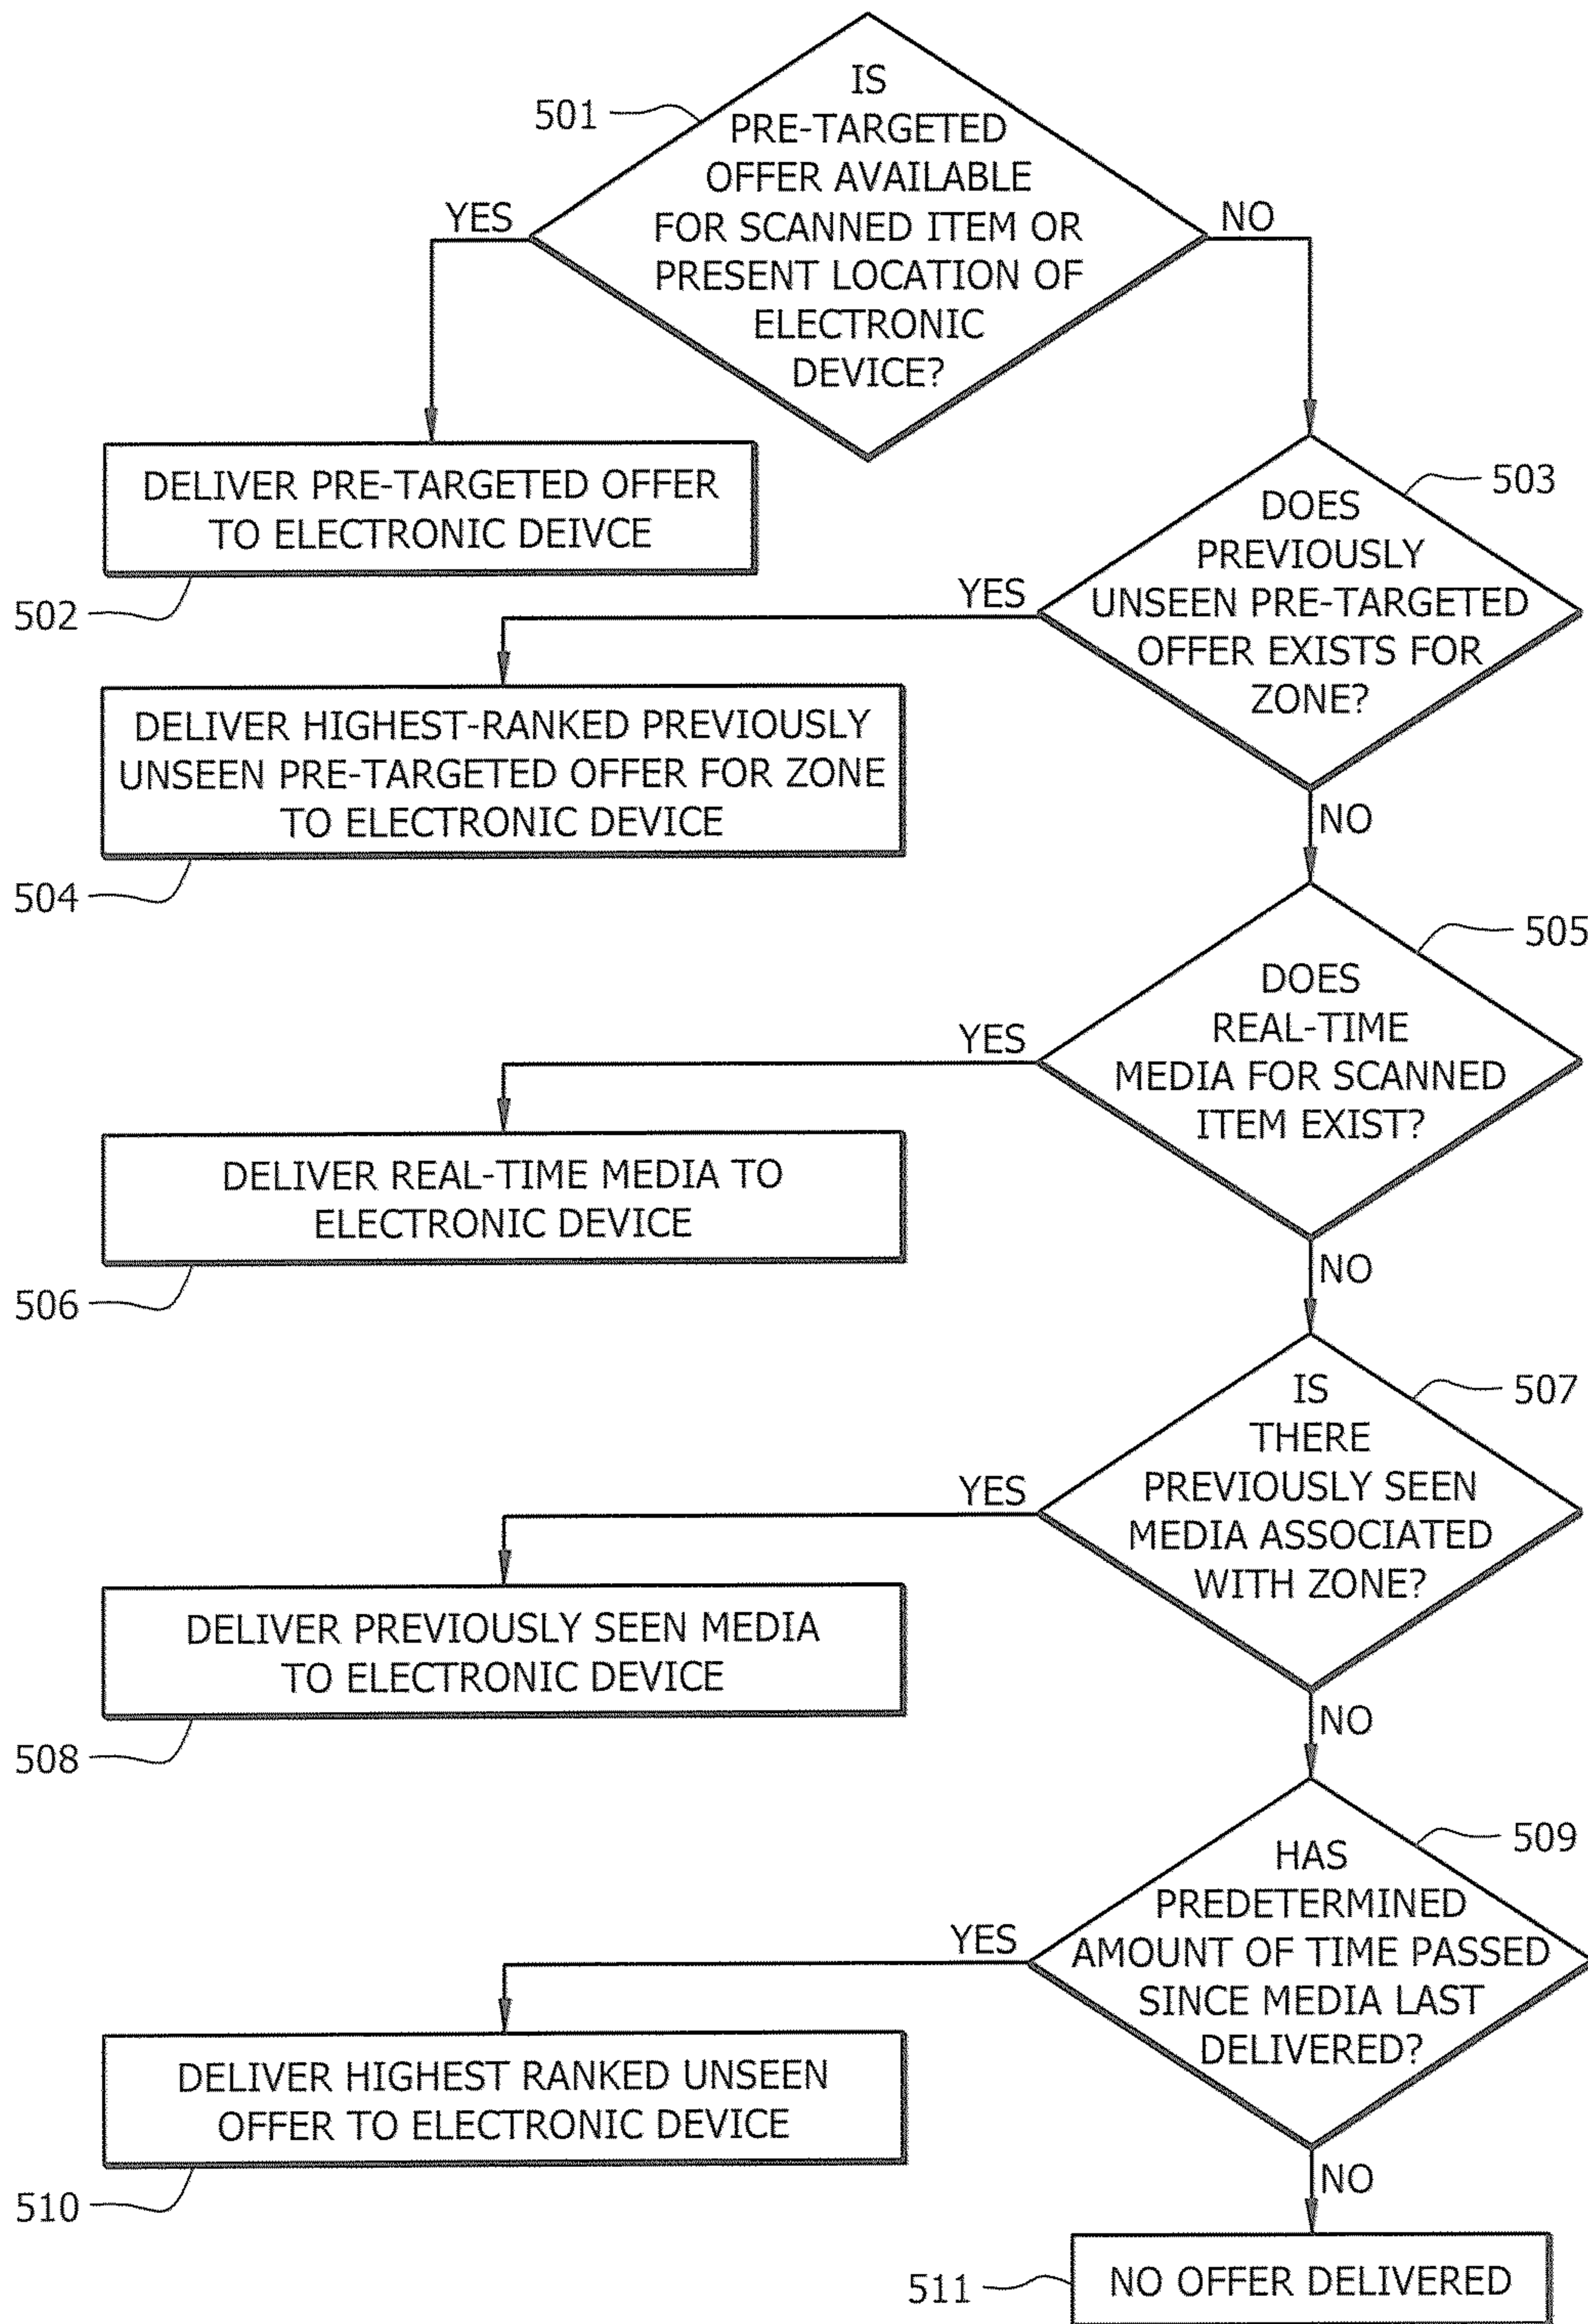 501
IS
PRE-TARGETED
OFFER AVAILABLE
FOR SCANNED ITEM OR
PRESENT LOCATION OF
ELECTRONIC
DEVICE?
YES
NO
DELIVER PRE-TARGETED OFFER
TO ELECTRONIC DEIVCE
502
503
DOES
PREVIOUSLY
UNSEEN PRE-TARGETED
OFFER EXISTS FOR
ZONE?
YES
NO
DELIVER HIGHEST-RANKED PREVIOUSLY
UNSEEN PRE-TARGETED OFFER FOR ZONE
TO ELECTRONIC DEVICE
504
505
DOES
REAL-TIME
MEDIA FOR SCANNED
ITEM EXIST?
YES
NO
DELIVER REAL-TIME MEDIA TO
ELECTRONIC DEVICE
506
507
IS
THERE
PREVIOUSLY SEEN
MEDIA ASSOCIATED
WITH ZONE?
YES
NO
DELIVER PREVIOUSLY SEEN MEDIA
TO ELECTRONIC DEVICE
508
509
HAS
PREDETERMINED
AMOUNT OF TIME PASSED
SINCE MEDIA LAST
DELIVERED?
YES
NO
DELIVER HIGHEST RANKED UNSEEN
OFFER TO ELECTRONIC DEVICE
510
511
NO OFFER DELIVERED